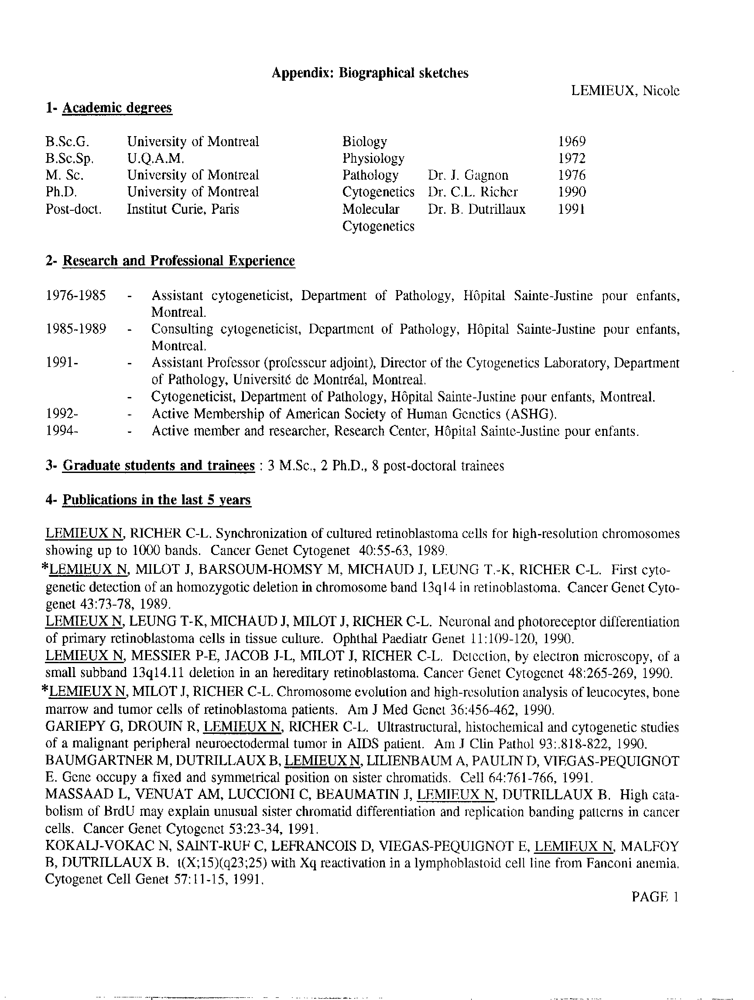 Appendix: Biographical sketches
LEMIEUX, Nicole
1- Academic degrees
B.Sc.G. University of Montreal Biology 1969
B.Sc.Sp. U.Q.A.M. Physiology 1972
M. Sc. University of Montreal Pathology Dr. J. Gagnon 1976
Ph.D. University of Montreal Cytogenetics Dr. C.L. Richer 1990
Post-doct. Institut Curie, Paris Molecular Dr. B. Dutrillaux 1991
Cytogenetics
2- Research and Professional Experience
1976-1985 - Assistant cytogeneticist, Department of Pathology, Hôpital Sainte-Justine pour enfants,
Montreal.
1985-1989 - Consulting cytogeneticist, Department of Pathology, Hôpital Sainte-Justine pour enfants,
Montreal.
1991- - Assistant Professor (professeur adjoint), Director of the Cytogenetics Laboratory, Department
of Pathology, Université de Montréal, Montreal.
- Cytogeneticist, Department of Pathology, Hôpital Sainte-Justine pour enfants, Montreal.
1992- - Active Membership of American Society of Human Genetics (ASHG).
1994- - Active member and researcher, Research Center, Hôpital Sainte-Justine pour enfants.
3- Graduate students and trainees : 3 M.Sc., 2 Ph.D., 8 post-doctoral trainees
4- Publications in the last 5 years
LEMIEUX N, RICHER C-L. Synchronization of cultured retinoblastoma cells for high-resolution chromosomes
showing up to 1000 bands. Cancer Genet Cytogenet 40:55-63, 1989.
*LEMIEUX N, MILOT J, BARSOUM-HOMSY M, MICHAUD J, LEUNG T.-K, RICHER C-L. First cyto-
genetic detection of an homozygotic deletion in chromosome band 13q14 in retinoblastoma. Cancer Genet Cyto-
genet 43:73-78, 1989.
LEMIEUX N, LEUNG T-K, MICHAUD J, MILOT J, RICHER C-L. Neuronal and photoreceptor differentiation
of primary retinoblastoma cells in tissue culture. Ophthal Paediatr Genet 11:109-120, 1990.
LEMIEUX N, MESSIER P-E, JACOB J-L, MILOT J, RICHER C-L. Detection, by electron microscopy, of a
small subband 13q14.11 deletion in an hereditary retinoblastoma. Cancer Genet Cytogenet 48:265-269, 1990.
*LEMIEUX N, MILOT J, RICHER C-L. Chromosome evolution and high-resolution analysis of leucocytes, bone
marrow and tumor cells of retinoblastoma patients. Am J Med Genet 36:456-462, 1990.
GARIEPY G, DROUIN R, LEMIEUX N, RICHER C-L. Ultrastructural, histochemical and cytogenetic studies
of a malignant peripheral neuroectodermal tumor in AIDS patient. Am J Clin Pathol 93:.818-822, 1990.
BAUMGARTNER M, DUTRILLAUX B, LEMIEUX N, LILIENBAUM A, PAULIN D, VIEGAS-PEQUIGNOT
E. Gene occupy a fixed and symmetrical position on sister chromatids. Cell 64:761-766, 1991.
MASSAAD L, VENUAT AM, LUCCIONI C, BEAUMATIN J, LEMIEUX N, DUTRILLAUX B. High cata-
bolism of BrdU may explain unusual sister chromatid differentiation and replication banding patterns in cancer
cells. Cancer Genet Cytogenet 53:23-34, 1991.
KOKALJ-VOKAC N, SAINT-RUF C, LEFRANCOIS D, VIEGAS-PEQUIGNOT E, LEMIEUX N, MALFOY
B, DUTRILLAUX B. t(X;15)(q23;25) with Xq reactivation in a lymphoblastoid cell line from Fanconi anemia.
Cytogenet Cell Genet 57:11-15, 1991.
PAGE 1